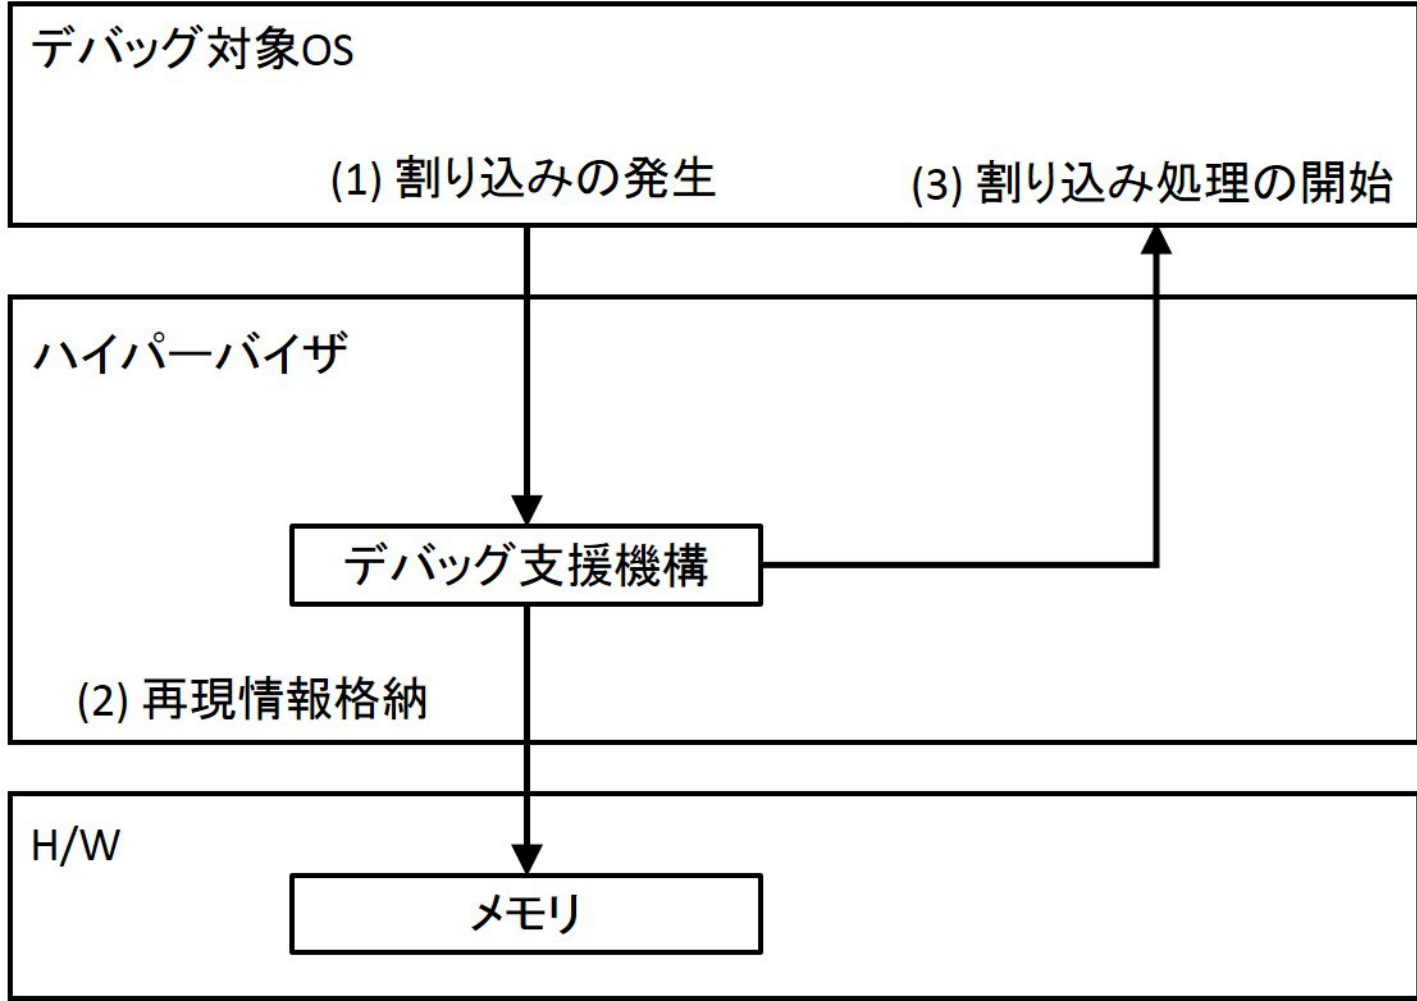 デバッグ対象OS
(1) 割り込みの発生
(3) 割り込み処理の開始
ハイパーバイザ
デバッグ支援機構
(2) 再現情報格納
H/W
メモリ